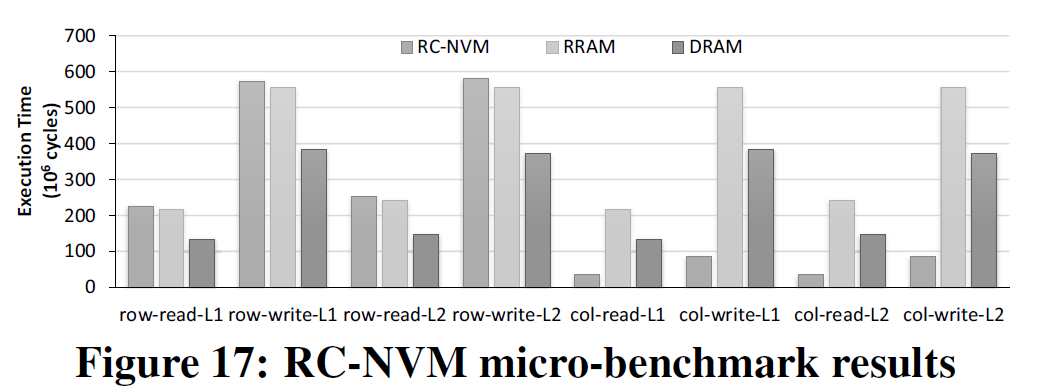 700
RC-NVM RRAM DRAM
600
500
400
300
200
100
0
Execution Time
(10⁶ cycles)
row-read-L1 row-write-L1 row-read-L2 row-write-L2 col-read-L1 col-write-L1 col-read-L2 col-write-L2
Figure 17: RC-NVM micro-benchmark results